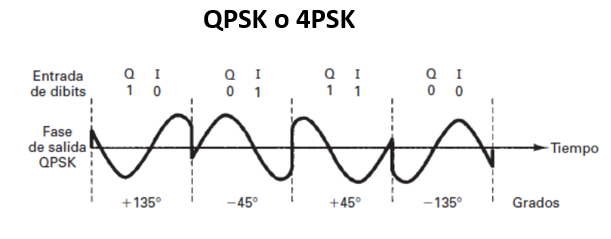 QPSK o 4PSK
Entrada de dibits
Q I Q I Q I Q I
1 0 0 1 1 1 0 0
Fase de salida QPSK
Tiempo
+135° −45° +45° −135° Grados